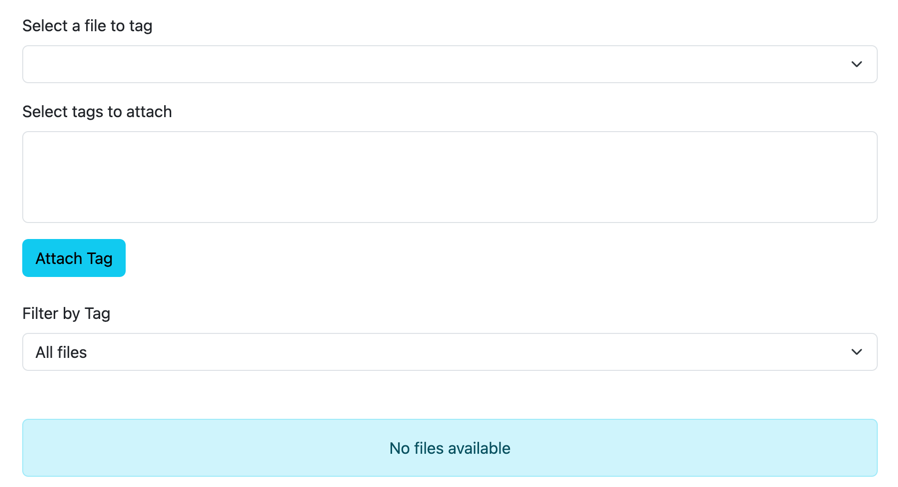 Select a file to tag
Select tags to attach
Attach Tag
Filter by Tag
All files
No files available